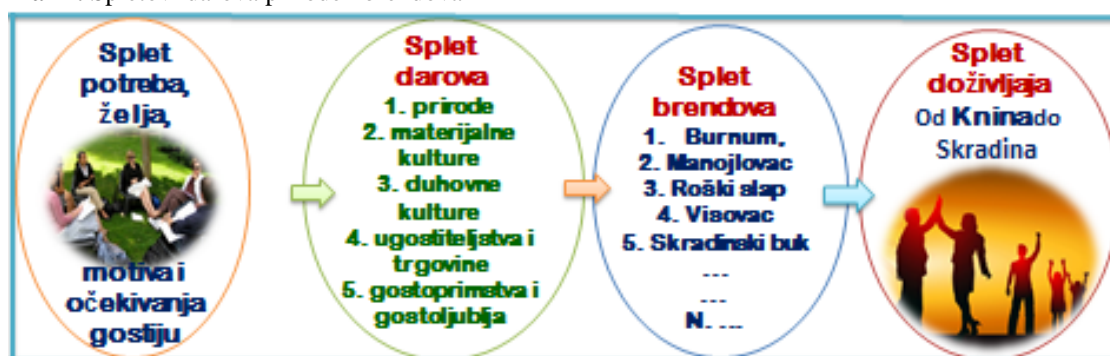 Splet
potreba,
želja,
motiva i
očekivanja
gostiju
Splet
darova
1. prirode
2. materijalne
kulture
3. duhovne
kulture
4. ugostiteljstva i
trgovine
5. gostoprimstva i
gostoljublja
Splet
brendova
1. Burnum,
2. Manojlovac
3. Roški slap
4. Visovac
5. Skradinski buk
...
...
N. ...
Splet
doživljaja
Od Kninado
Skradina